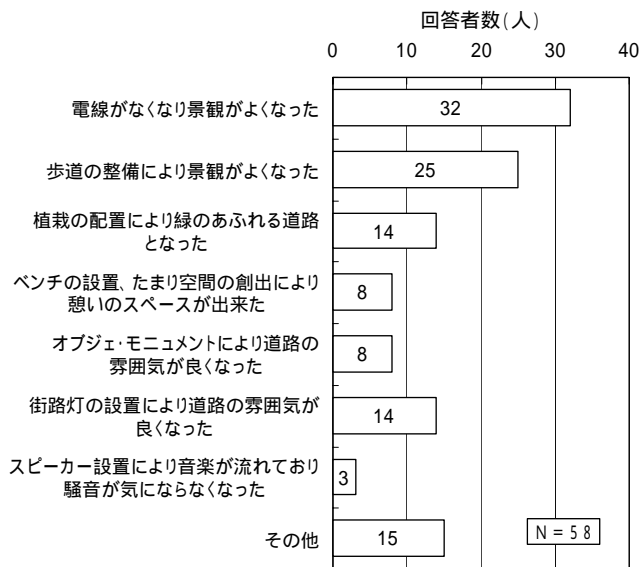 回答者数(人)
0 10 20 30 40
電線がなくなり景観がよくなった
32
歩道の整備により景観がよくなった
25
植栽の配置により緑のあふれる道路
となった
14
ベンチの設置、たまり空間の創出により
憩いのスペースが出来た
8
オブジェ・モニュメントにより道路の
雰囲気が良くなった
8
街路灯の設置により道路の雰囲気が
良くなった
14
スピーカー設置により音楽が流れており
騒音が気にならなくなった
3
その他
15
N=58